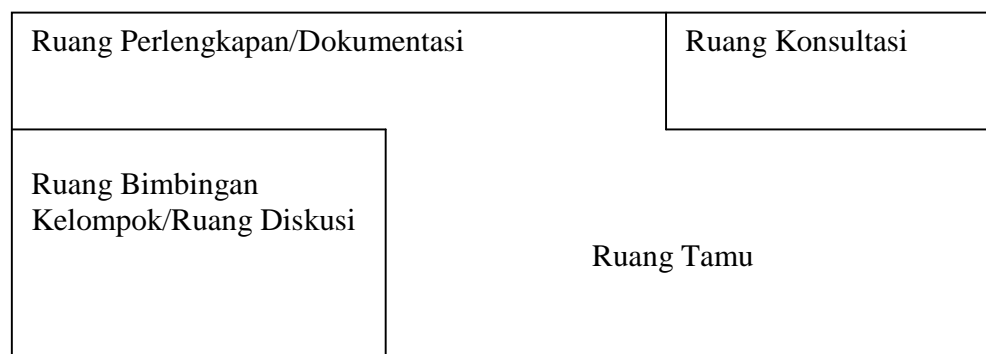 Ruang Perlengkapan/Dokumentasi
Ruang Konsultasi
Ruang Bimbingan
Kelompok/Ruang Diskusi
Ruang Tamu